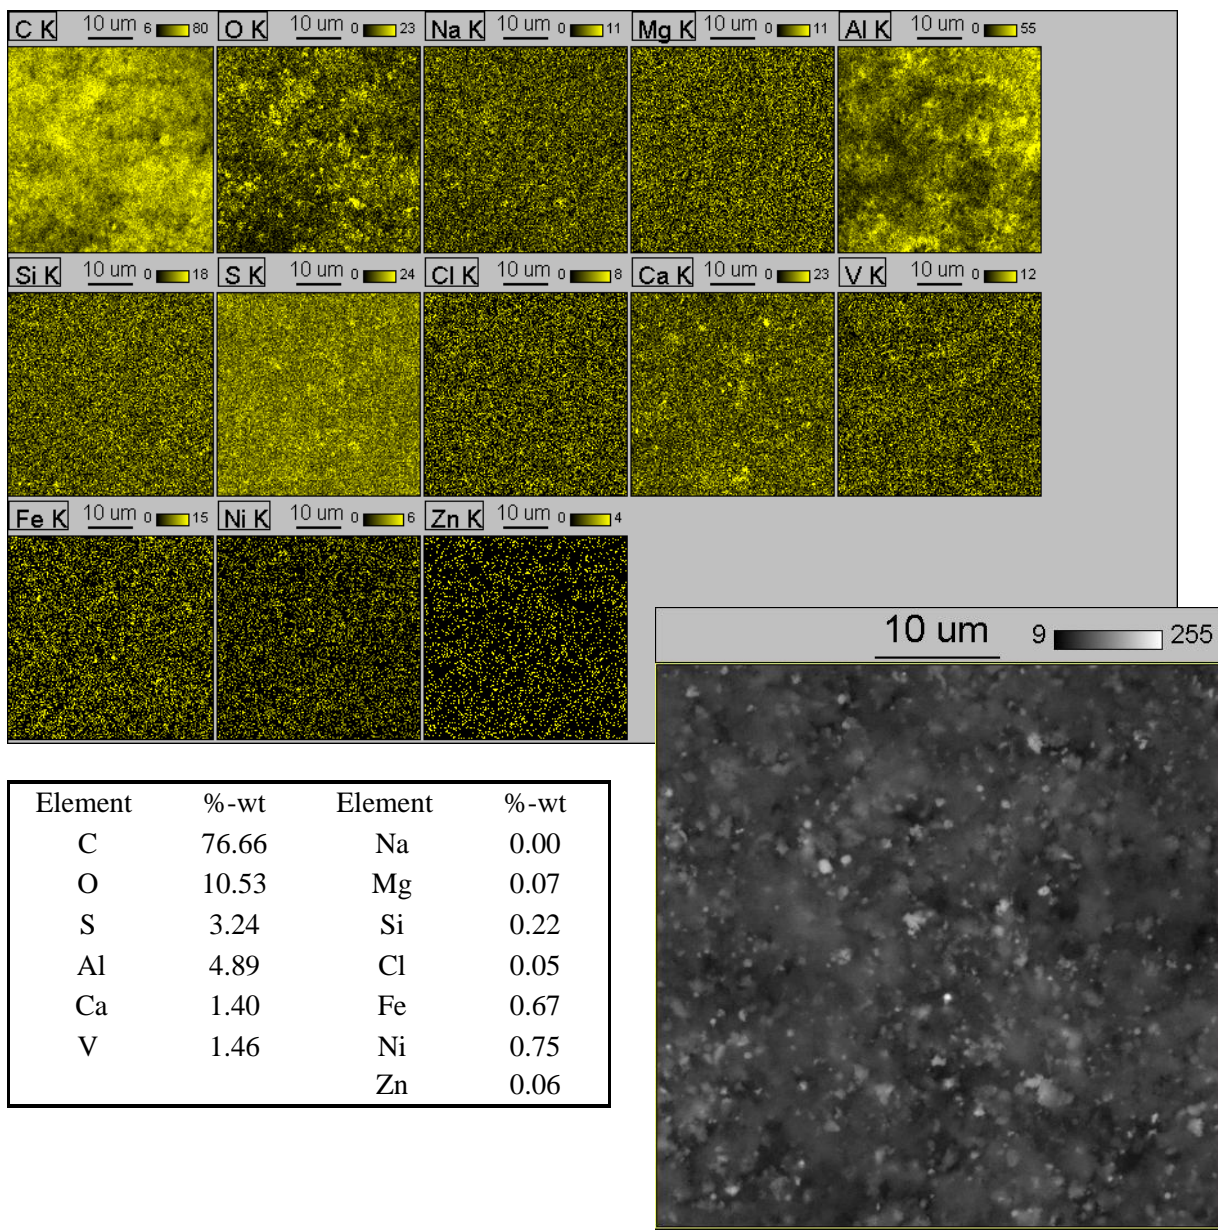 C K 10 um 6 80 O K 10 um 0 23 Na K 10 um 0 11 Mg K 10 um 0 11 Al K 10 um 0 55
Si K 10 um 0 18 S K 10 um 0 24 Cl K 10 um 0 8 Ca K 10 um 0 23 V K 10 um 0 12
Fe K 10 um 0 15 Ni K 10 um 0 6 Zn K 10 um 0 4
10 um 9 255
Element %-wt Element %-wt
C 76.66 Na 0.00
O 10.53 Mg 0.07
S 3.24 Si 0.22
Al 4.89 Cl 0.05
Ca 1.40 Fe 0.67
V 1.46 Ni 0.75
Zn 0.06